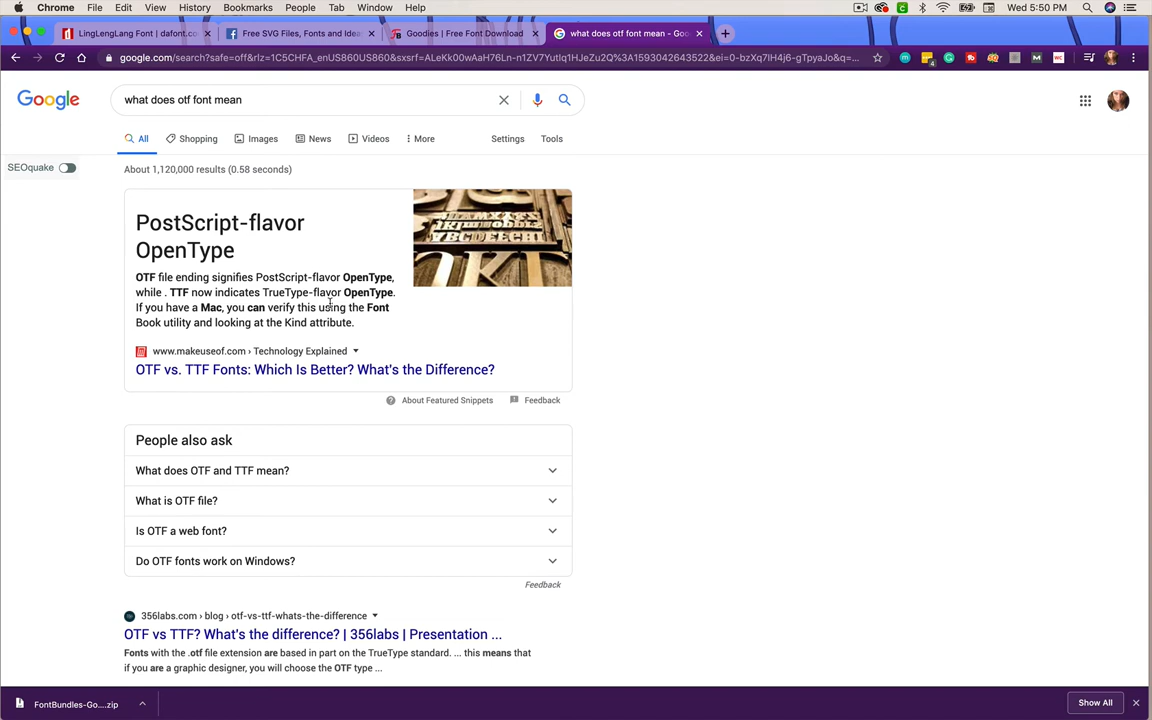 Chrome File Edit View History Bookmarks People Tab Window Help Wed 5:50 PM
LingLengLang Font | dafont.co
Free SVG Files, Fonts and Idea
Goodies | Free Font Download
what does otf font mean - Goo
google.com/search?safe=off&rlz=1C5CHFA_enUS860US860&sxsrf=ALeKk00wAaH76Ln-n1ZV7YutIq1HJeZu2Q%3A1593042643522&ei=0-bzXq7IH4j6-gTpyaJo&q=...
Google
what does otf font mean
All Shopping Images News Videos More Settings Tools
SEOquake
About 1,120,000 results (0.58 seconds)
PostScript-flavor
OpenType
OTF file ending signifies PostScript-flavor OpenType,
while . TTF now indicates TrueType-flavor OpenType.
If you have a Mac, you can verify this using the Font
Book utility and looking at the Kind attribute.
www.makeuseof.com › Technology Explained
OTF vs. TTF Fonts: Which Is Better? What's the Difference?
About Featured Snippets Feedback
People also ask
What does OTF and TTF mean?
What is OTF file?
Is OTF a web font?
Do OTF fonts work on Windows?
Feedback
356labs.com › blog › otf-vs-ttf-whats-the-difference
OTF vs TTF? What's the difference? | 356labs | Presentation ...
Fonts with the .otf file extension are based in part on the TrueType standard. ... this means that
if you are a graphic designer, you will choose the OTF type ...
FontBundles-Go....zip
Show All